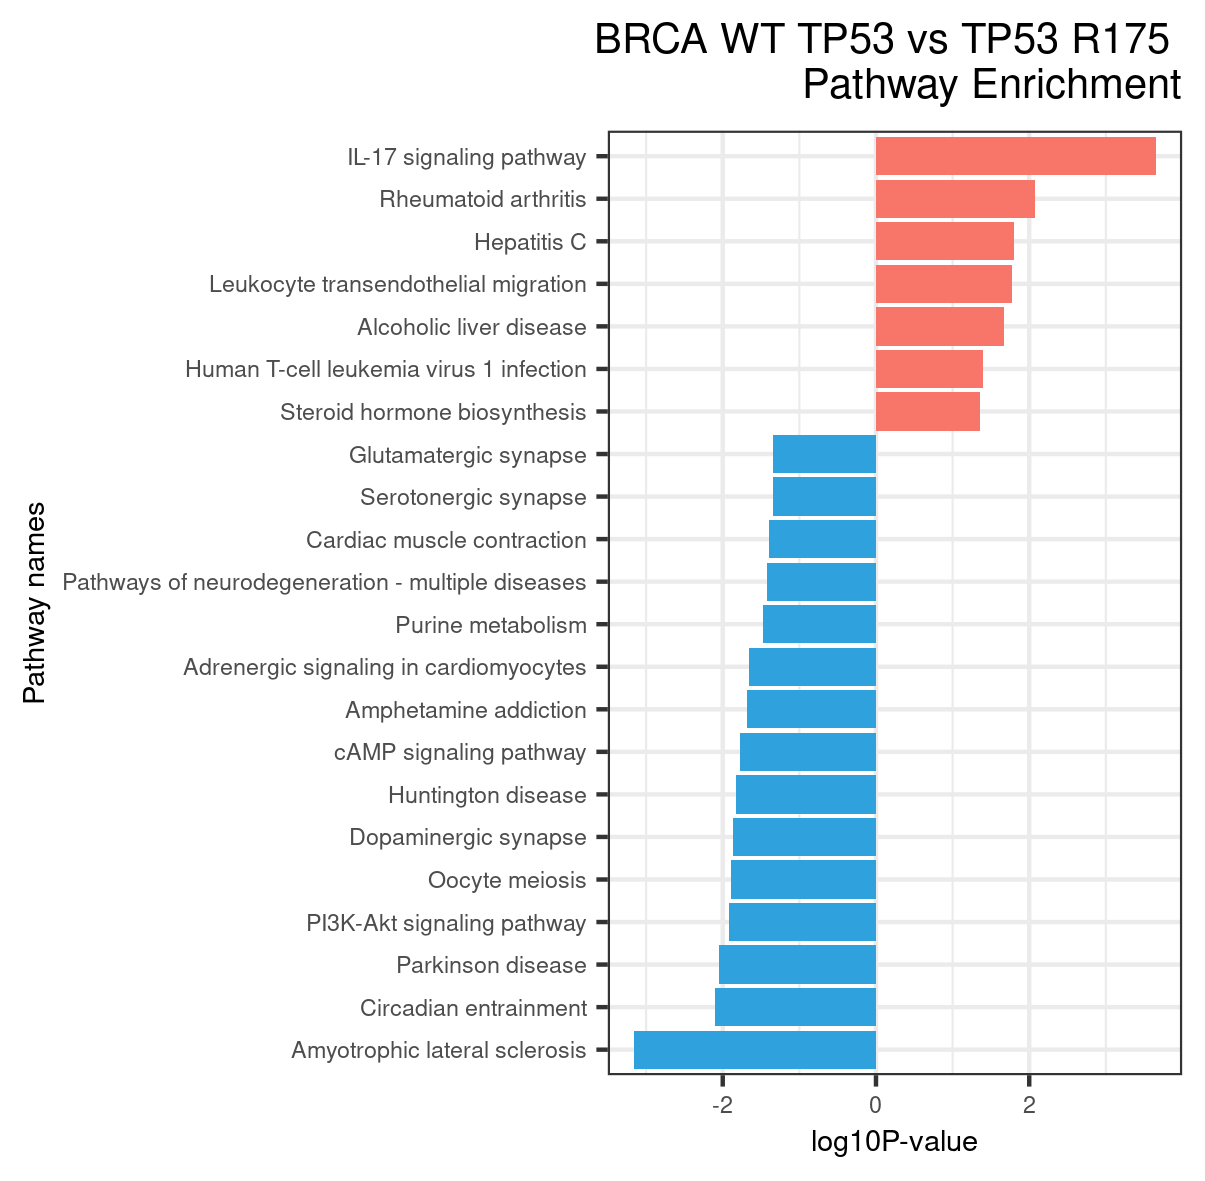 BRCA WT TP53 vs TP53 R175
Pathway Enrichment
IL-17 signaling pathway
Rheumatoid arthritis
Hepatitis C
Leukocyte transendothelial migration
Alcoholic liver disease
Human T-cell leukemia virus 1 infection
Steroid hormone biosynthesis
Glutamatergic synapse
Serotonergic synapse
Cardiac muscle contraction
Pathways of neurodegeneration - multiple diseases
Purine metabolism
Adrenergic signaling in cardiomyocytes
Amphetamine addiction
cAMP signaling pathway
Huntington disease
Dopaminergic synapse
Oocyte meiosis
PI3K-Akt signaling pathway
Parkinson disease
Circadian entrainment
Amyotrophic lateral sclerosis
Pathway names
-2 0 2
log10P-value